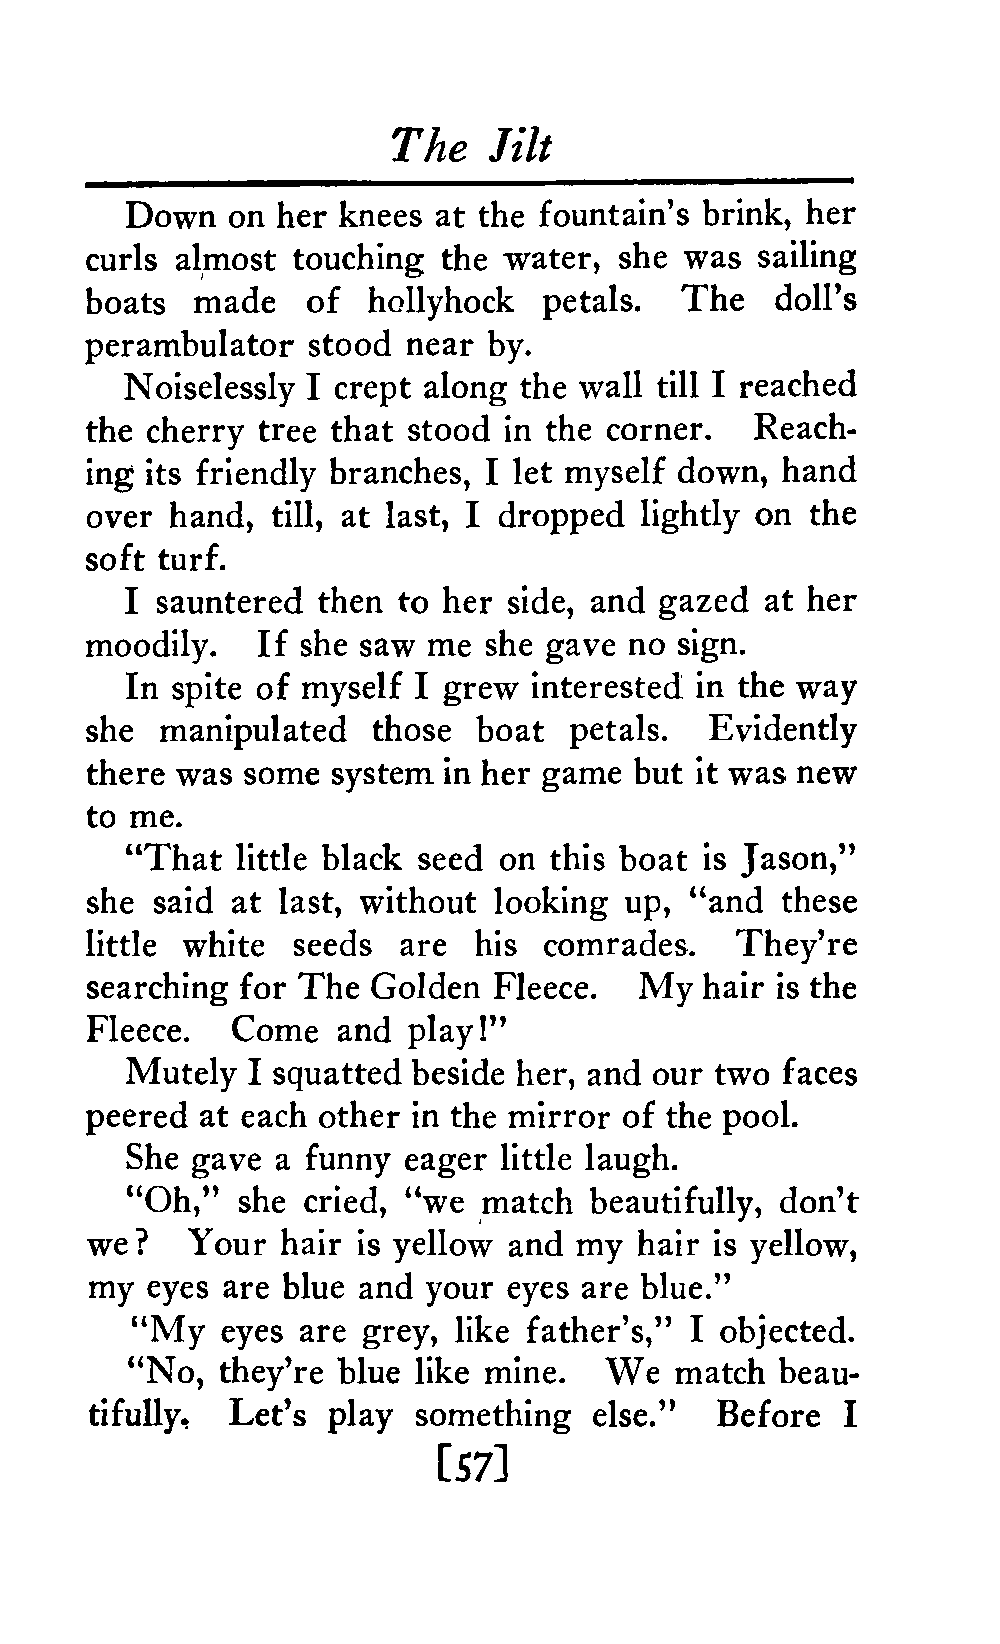 The Jilt
Down on her knees at the fountain's brink, her
curls almost touching the water, she was sailing
boats made of hollyhock petals. The doll's
perambulator stood near by.
Noiselessly I crept along the wall till I reached
the cherry tree that stood in the corner. Reach-
ing its friendly branches, I let myself down, hand
over hand, till, at last, I dropped lightly on the
soft turf.
I sauntered then to her side, and gazed at her
moodily. If she saw me she gave no sign.
In spite of myself I grew interested in the way
she manipulated those boat petals. Evidently
there was some system in her game but it was new
to me.
"That little black seed on this boat is Jason,"
she said at last, without looking up, "and these
little white seeds are his comrades. They're
searching for The Golden Fleece. My hair is the
Fleece. Come and play!"
Mutely I squatted beside her, and our two faces
peered at each other in the mirror of the pool.
She gave a funny eager little laugh.
"Oh," she cried, "we match beautifully, don't
we? Your hair is yellow and my hair is yellow,
my eyes are blue and your eyes are blue."
"My eyes are grey, like father's," I objected.
"No, they're blue like mine. We match beau-
tifully. Let's play something else." Before I
[57]